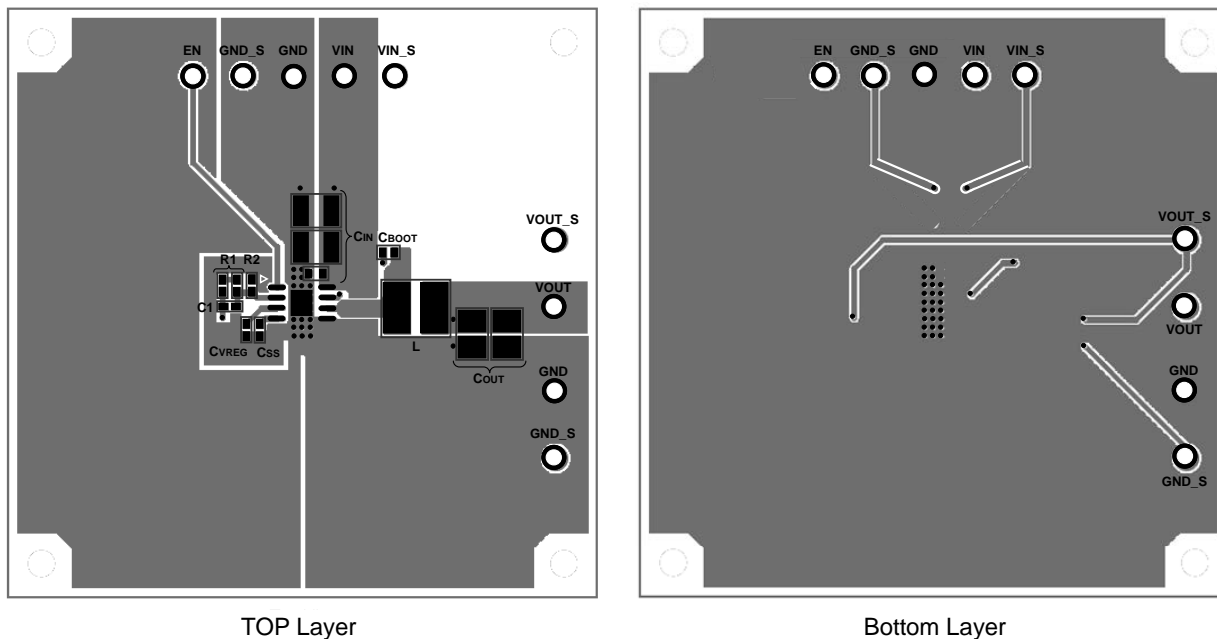 EN GND_S GND VIN VIN_S
VOUT_S
CIN CBOOT
R1 R2
VOUT
C1
L
CVREG CSS
COUT
GND
GND_S
TOP Layer
EN GND_S GND VIN VIN_S
VOUT_S
VOUT
GND
GND_S
Bottom Layer